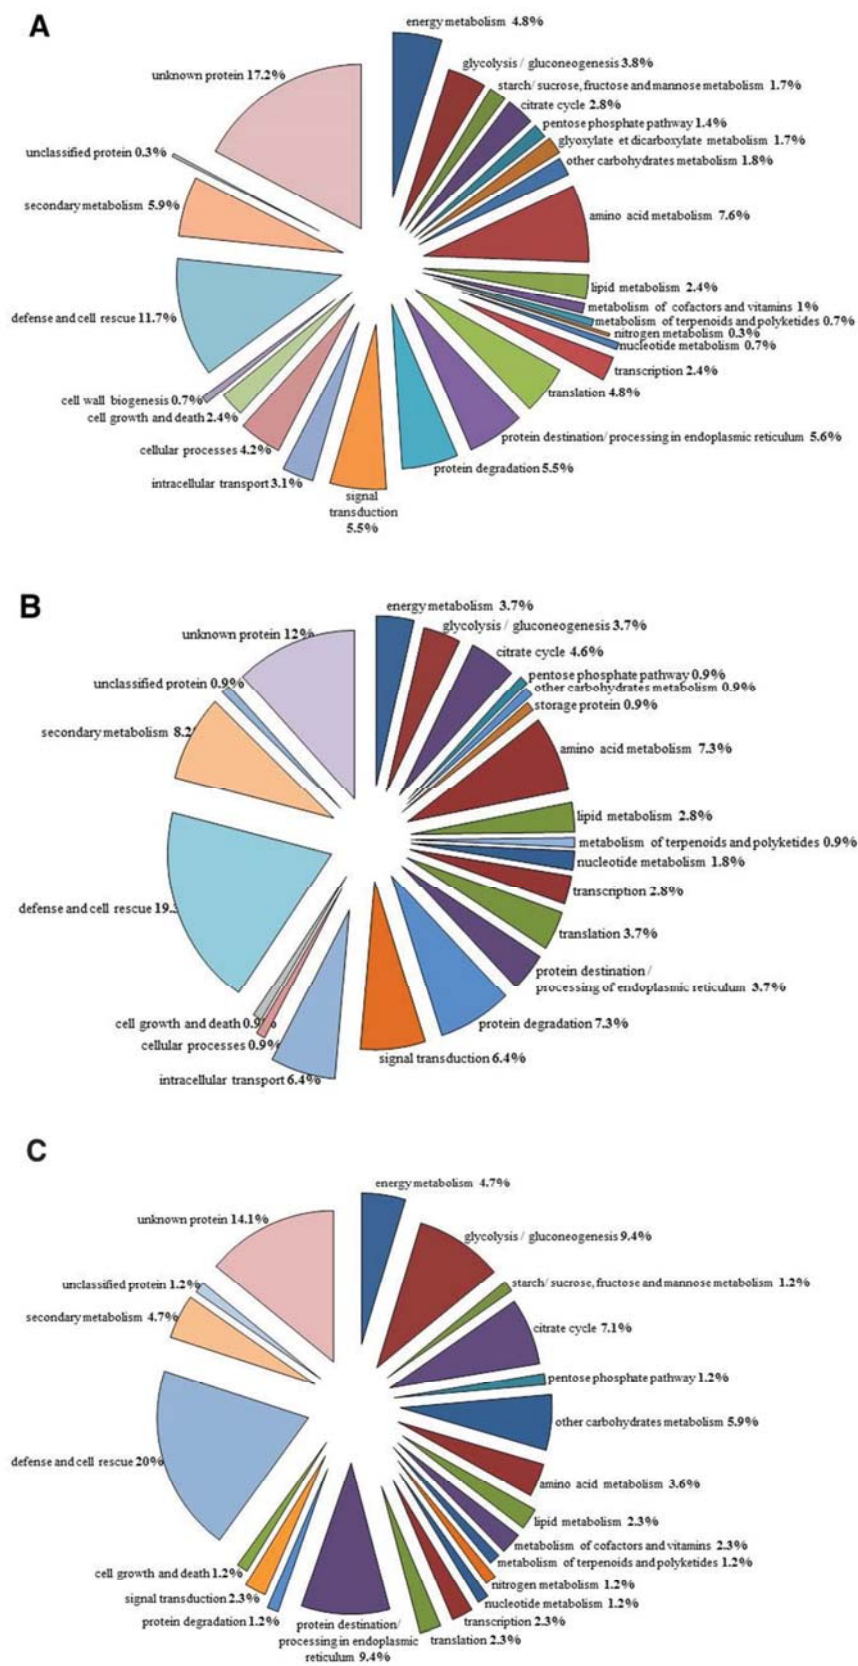 A
energy metabolism 4.8%
glycolysis / gluconeogenesis 3.8%
starch/ sucrose, fructose and mannose metabolism 1.7%
citrate cycle 2.8%
pentose phosphate pathway 1.4%
glyoxylate et dicarboxylate metabolism 1.7%
other carbohydrates metabolism 1.8%
amino acid metabolism 7.6%
lipid metabolism 2.4%
metabolism of cofactors and vitamins 1%
metabolism of terpenoids and polyketides 0.7%
nitrogen metabolism 0.3%
nucleotide metabolism 0.7%
transcription 2.4%
translation 4.8%
protein destination/ processing in endoplasmic reticulum 5.6%
protein degradation 5.5%
signal
transduction
5.5%
intracellular transport 3.1%
cellular processes 4.2%
cell growth and death 2.4%
cell wall biogenesis 0.7%
defense and cell rescue 11.7%
secondary metabolism 5.9%
unclassified protein 0.3%
unknown protein 17.2%
B
energy metabolism 3.7%
glycolysis / gluconeogenesis 3.7%
citrate cycle 4.6%
pentose phosphate pathway 0.9%
other carbohydrates metabolism 0.9%
storage protein 0.9%
amino acid metabolism 7.3%
lipid metabolism 2.8%
metabolism of terpenoids and polyketides 0.9%
nucleotide metabolism 1.8%
transcription 2.8%
translation 3.7%
protein destination /
processing of endoplasmic reticulum 3.7%
protein degradation 7.3%
signal transduction 6.4%
intracellular transport 6.4%
cellular processes 0.9%
cell growth and death 0.9%
defense and cell rescue 19.
secondary metabolism 8.2
unclassified protein 0.9%
unknown protein 12%
C
energy metabolism 4.7%
glycolysis / gluconeogenesis 9.4%
starch/ sucrose, fructose and mannose metabolism 1.2%
citrate cycle 7.1%
pentose phosphate pathway 1.2%
other carbohydrates metabolism 5.9%
amino acid metabolism 3.6%
lipid metabolism 2.3%
metabolism of cofactors and vitamins 2.3%
metabolism of terpenoids and polyketides 1.2%
nitrogen metabolism 1.2%
nucleotide metabolism 1.2%
transcription 2.3%
translation 2.3%
protein destination/
processing in endoplasmic
reticulum 9.4%
protein degradation 1.2%
signal transduction 2.3%
cell growth and death 1.2%
defense and cell rescue 20%
secondary metabolism 4.7%
unclassified protein 1.2%
unknown protein 14.1%